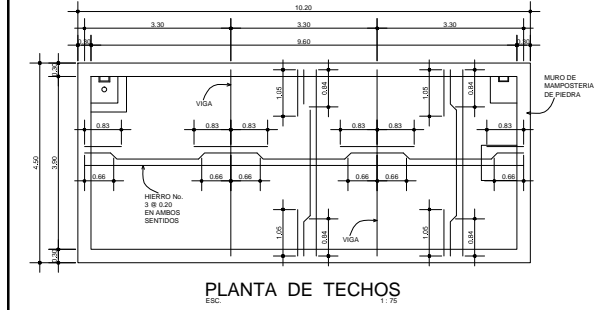 10.20
3.30 3.30 3.30
0.30 9.60 0.30
0.30
4.50
3.90
0.30
MURO DE
MAMPOSTERIA
DE PIEDRA
VIGA
1.05 0.84 1.05 0.84
0.83 0.83 0.83 0.83 0.83 0.83
0.66 0.66 0.66 0.66 0.66 0.66
HIERRO No.
3 @ 0.20
EN AMBOS
SENTIDOS
1.05 0.84 1.05 0.84
VIGA
PLANTA DE TECHOS
ESC. 1 : 75